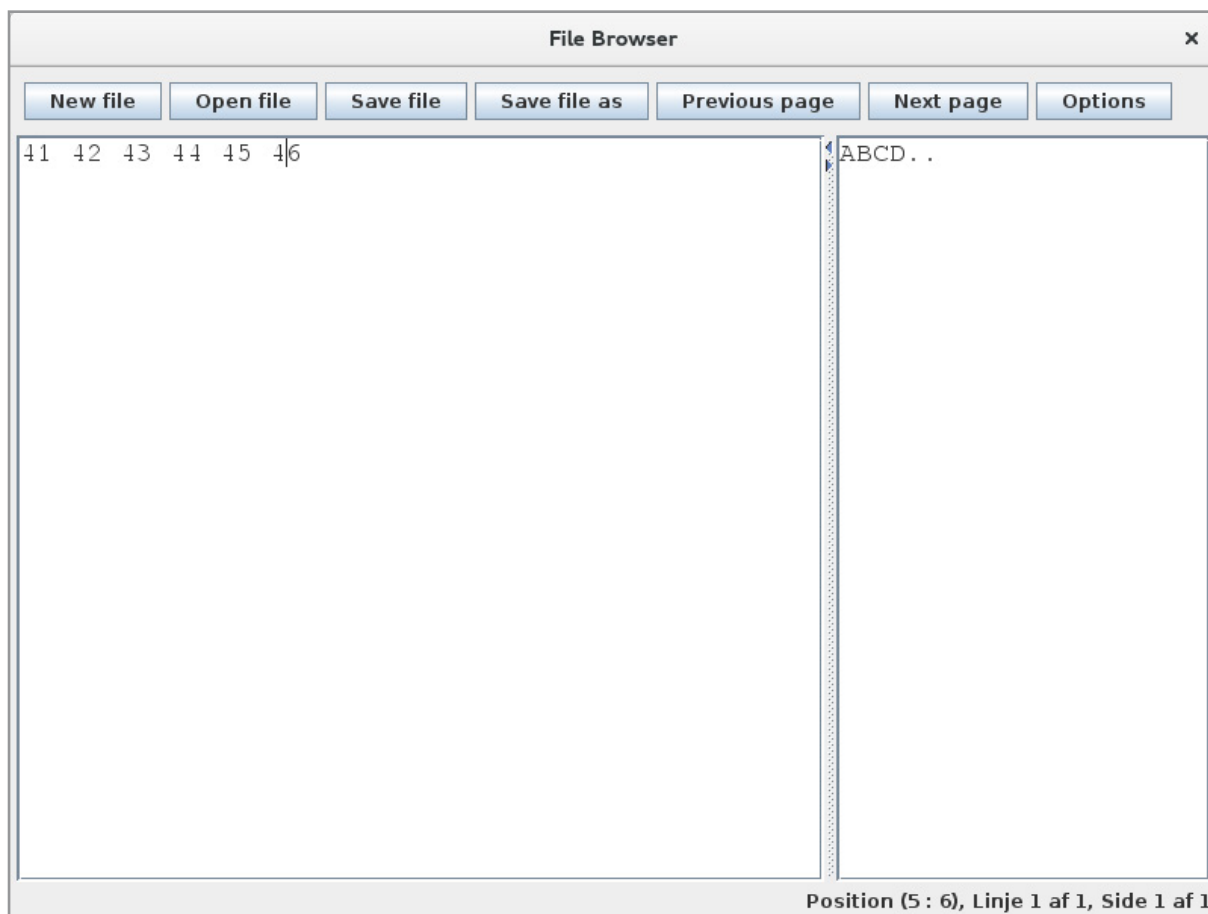 File Browser ×
New file Open file Save file Save file as Previous page Next page Options
41 42 43 44 45 46 ABCD..
Position (5 : 6), Linje 1 af 1, Side 1 af 1